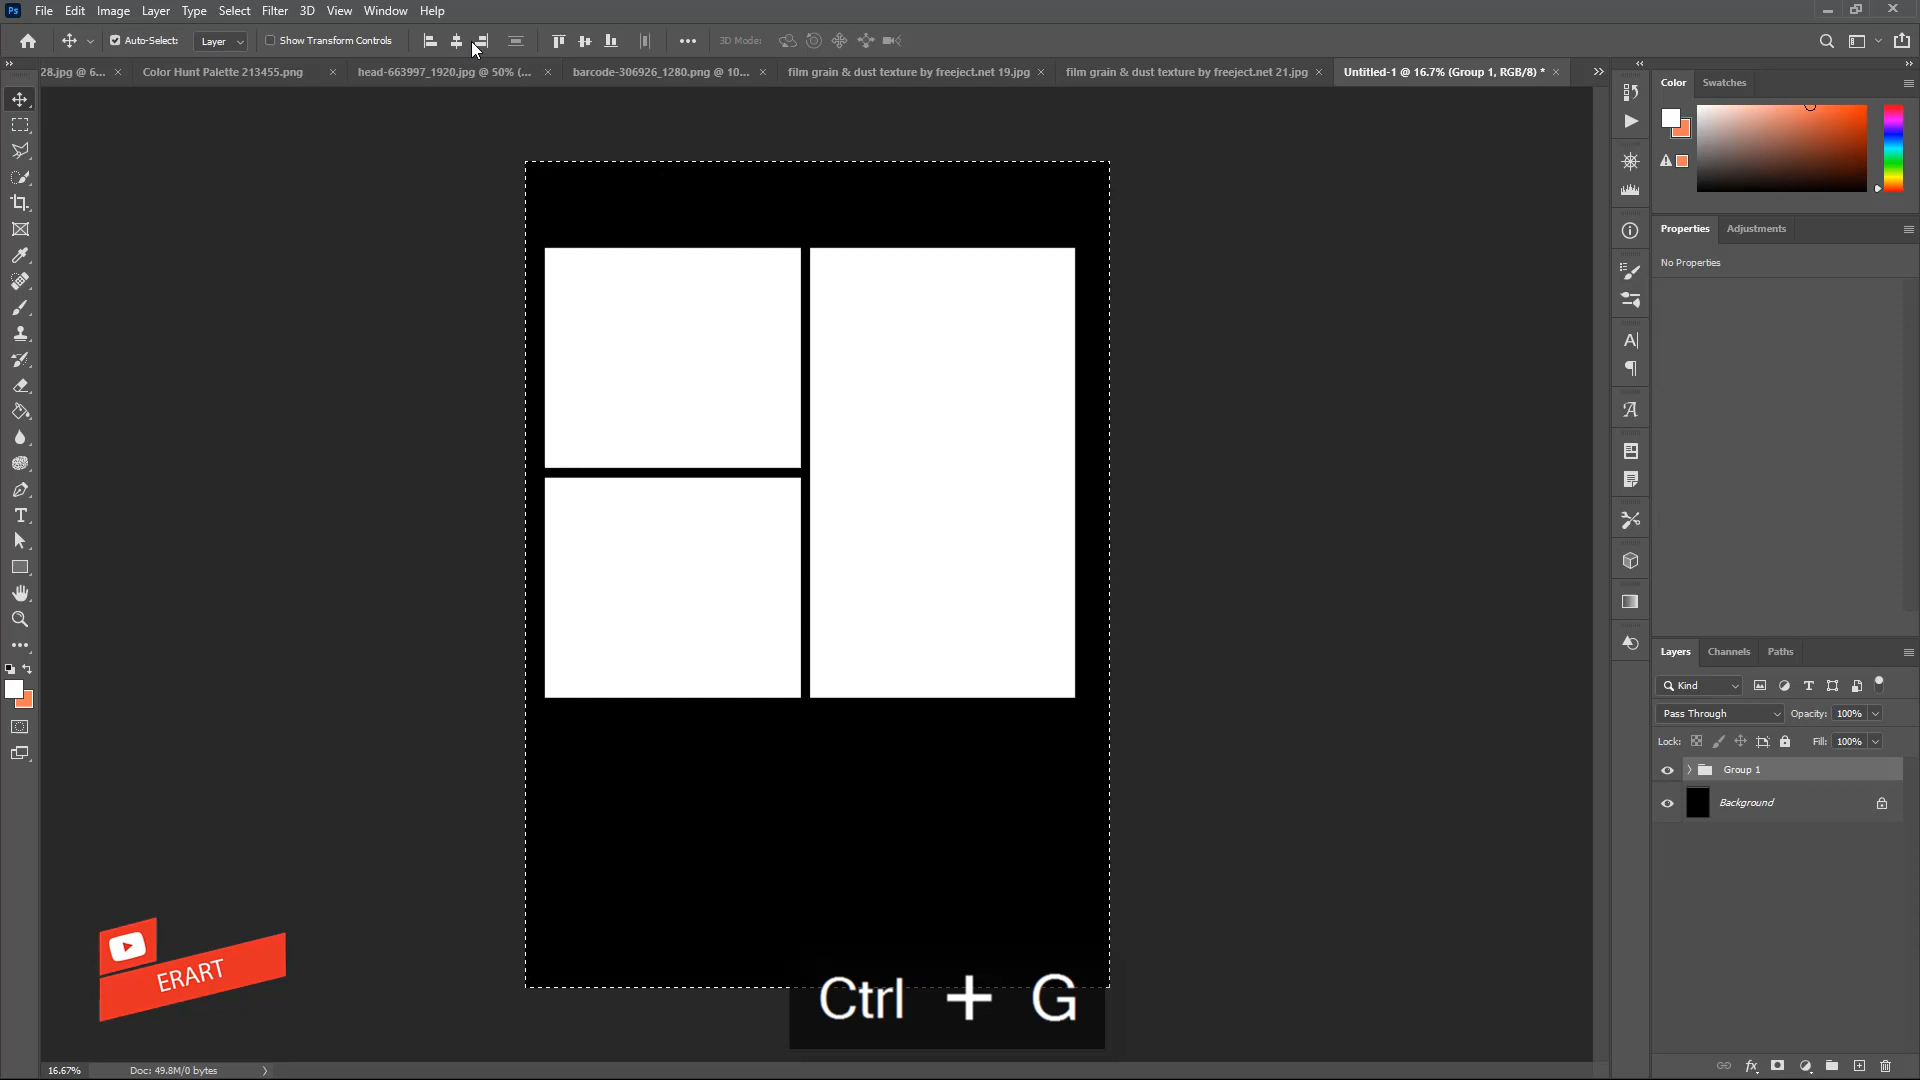 Ps File Edit Image Layer Type Select Filter 3D View Window Help
Auto-Select: Layer Show Transform Controls 3D Mode:
28.jpg @ 6... Color Hunt Palette 213455.png head-663997_1920.jpg @ 50% (... barcode-306926_1280.png @ 10... film grain & dust texture by freeject.net 19.jpg film grain & dust texture by freeject.net 21.jpg Untitled-1 @ 16.7% (Group 1, RGB/8) *
Color Swatches
Properties Adjustments
No Properties
Layers Channels Paths
Kind
Pass Through Opacity: 100%
Lock: Fill: 100%
Group 1
Background
ERART
Ctrl + G
16.67% Doc: 49.8M/0 bytes